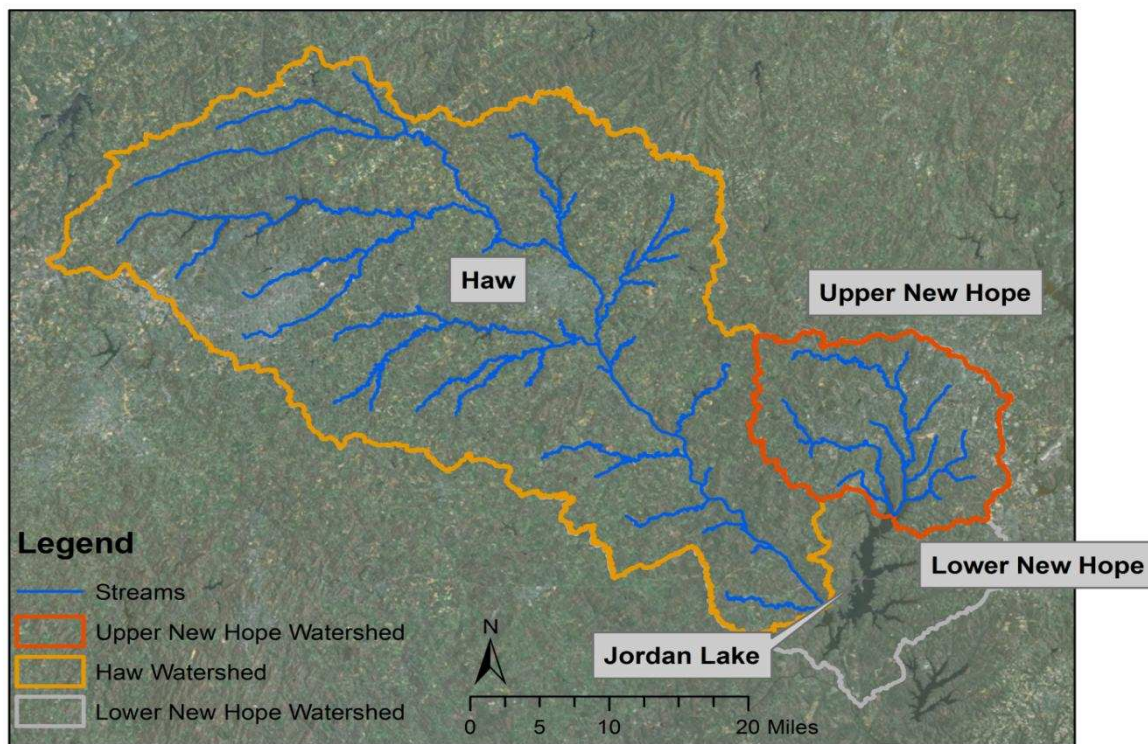 Haw
Upper New Hope
Lower New Hope
Jordan Lake
Legend
Streams
Upper New Hope Watershed
Haw Watershed
Lower New Hope Watershed
N
0 5 10 20 Miles